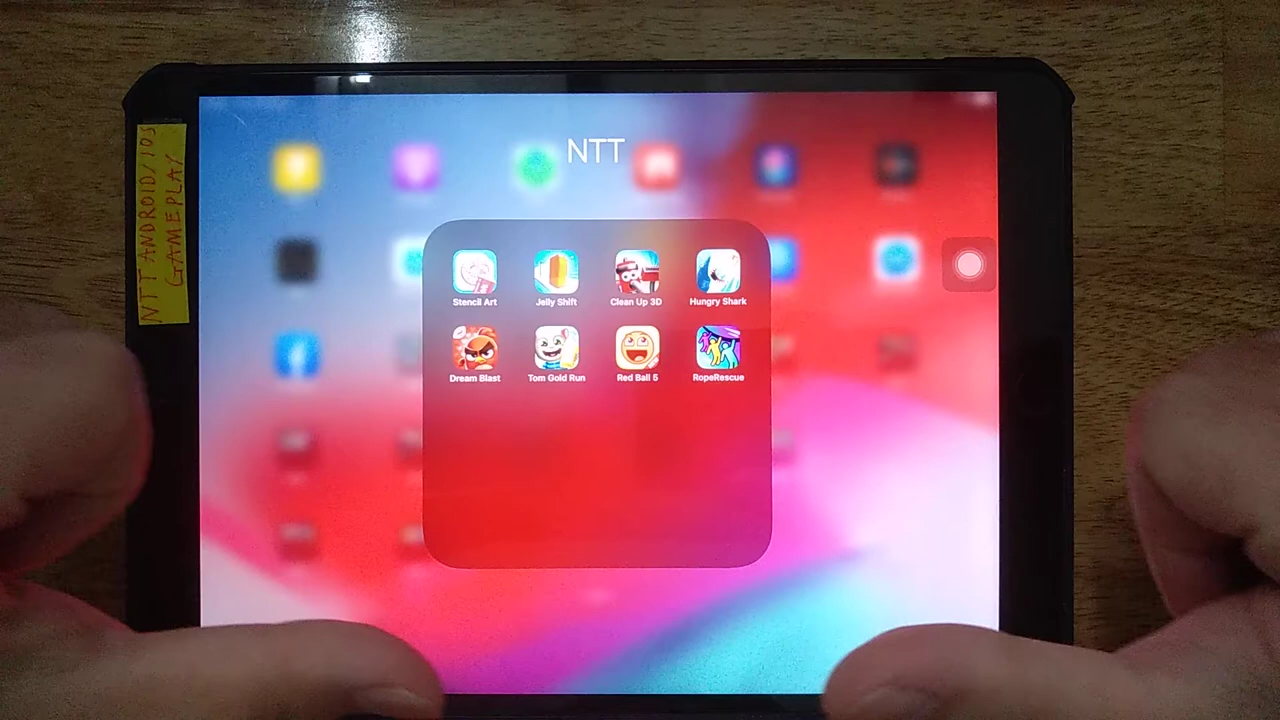 NTT ANDROID/IOS
GAMEPLAY
NTT
Stencil Art
Jelly Shift
Clean Up 3D
Hungry Shark
Dream Blast
Tom Gold Run
Red Ball 5
RopeRescue